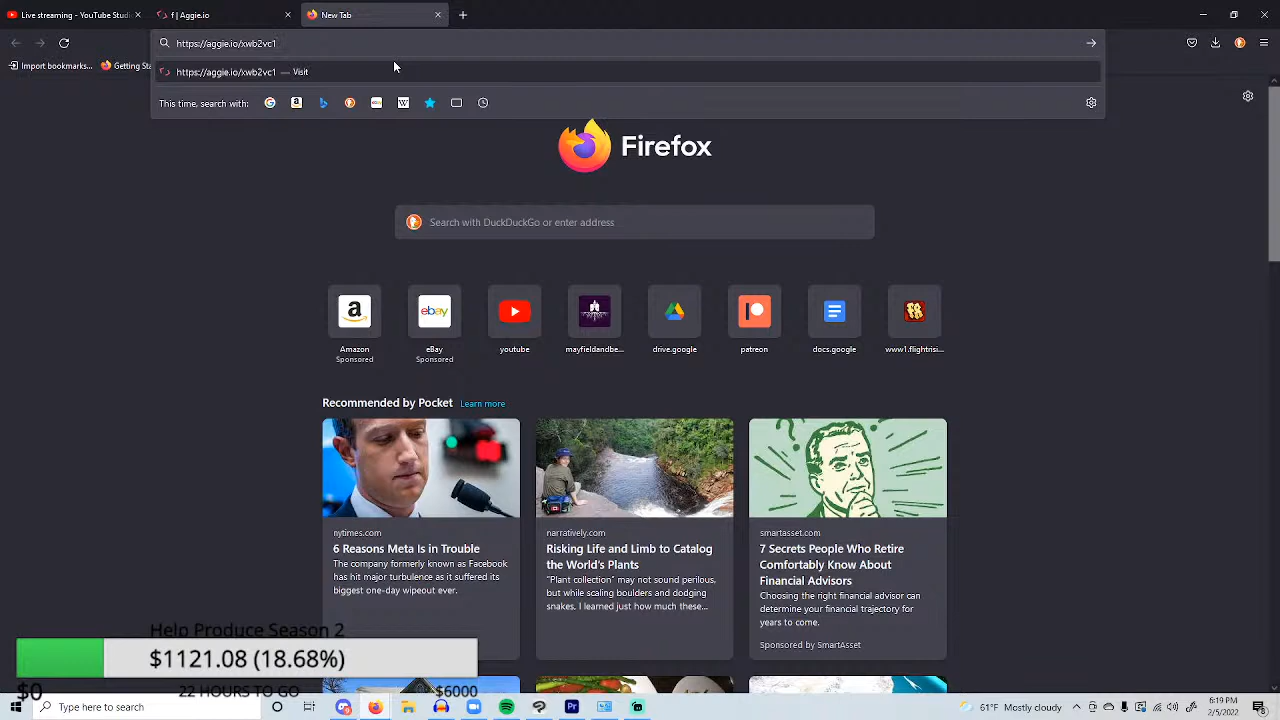 Live streaming - YouTube Studi
f | Aggie.io
New Tab
https://aggie.io/xwb2vc1
Import bookmarks...
Getting Sta
https://aggie.io/xwb2vc1 — Visit
This time, search with:
Firefox
Search with DuckDuckGo or enter address
Amazon
Sponsored
ebay
eBay
Sponsored
youtube
mayfieldandbe...
drive.google
patreon
docs.google
www1.flightrisi...
Recommended by Pocket Learn more
nytimes.com
6 Reasons Meta Is in Trouble
The company formerly known as Facebook
has hit major turbulence as it suffered its
biggest one-day wipeout ever.
narratively.com
Risking Life and Limb to Catalog
the World's Plants
"Plant collection" may not sound perilous,
but while scaling boulders and dodging
snakes. I learned just how much these...
smartasset.com
7 Secrets People Who Retire
Comfortably Know About
Financial Advisors
Choosing the right financial advisor can
determine your financial trajectory for
years to come.
Sponsored by SmartAsset
Help Produce Season 2
$1121.08 (18.68%)
$0
22 HOURS TO GO
$6000
Type here to search
61°F Mostly cloudy
6:19 PM
2/5/2022